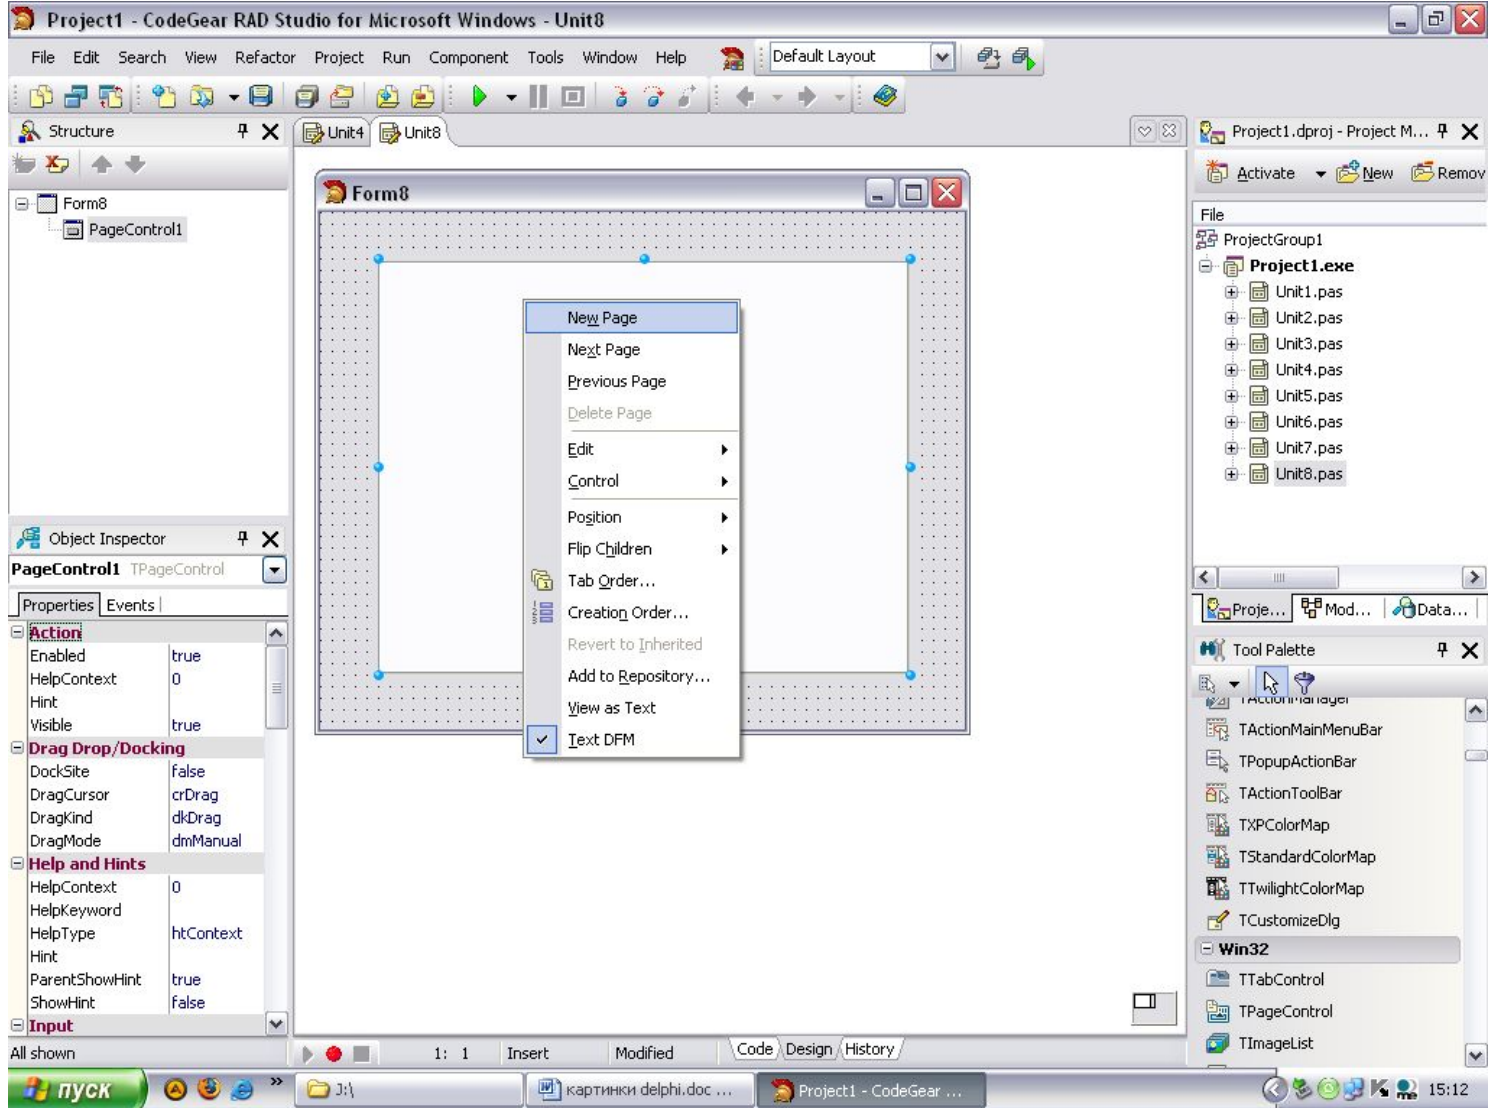 Project1 - CodeGear RAD Studio for Microsoft Windows - Unit8
File Edit Search View Refactor Project Run Component Tools Window Help Default Layout
Structure
Unit4 Unit8
Project1.dproj - Project M...
Activate New Remov
Form8
PageControl1
Form8
File
ProjectGroup1
Project1.exe
Unit1.pas
Unit2.pas
Unit3.pas
Unit4.pas
Unit5.pas
Unit6.pas
Unit7.pas
Unit8.pas
New Page
Next Page
Previous Page
Delete Page
Edit
Control
Position
Flip Children
Tab Order...
Creation Order...
Revert to Inherited
Add to Repository...
View as Text
Text DFM
Object Inspector
PageControl1 TPageControl
Properties Events
Action
Enabled true
HelpContext 0
Hint
Visible true
Drag Drop/Docking
DockSite false
DragCursor crDrag
DragKind dkDrag
DragMode dmManual
Help and Hints
HelpContext 0
HelpKeyword
HelpType htContext
Hint
ParentShowHint true
ShowHint false
Input
All shown
Proje... Mod... Data...
Tool Palette
TActionManager
TActionMainMenuBar
TPopupActionBar
TActionToolBar
TXPColorMap
TStandardColorMap
TTwilightColorMap
TCustomizeDlg
Win32
TTabControl
TPageControl
TImageList
1: 1 Insert Modified Code Design History
пуск » J:\ картинки delphi.doc ... Project1 - CodeGear ... 15:12